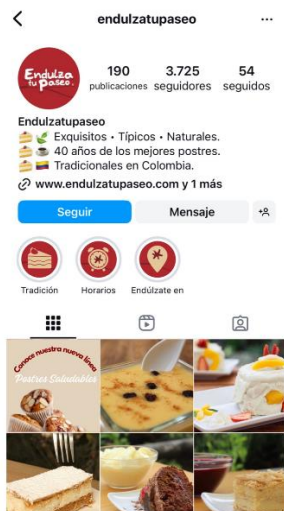 endulzatupaseo
Endulza
tu Paseo.
190
publicaciones
3.725
seguidores
54
seguidos
Endulzatupaseo
Exquisitos • Típicos • Naturales.
40 años de los mejores postres.
Tradicionales en Colombia.
www.endulzatupaseo.com y 1 más
Seguir
Mensaje
Tradición
Horarios
Endúlzate en
Conoce nuestra nueva línea
Postres Saludables